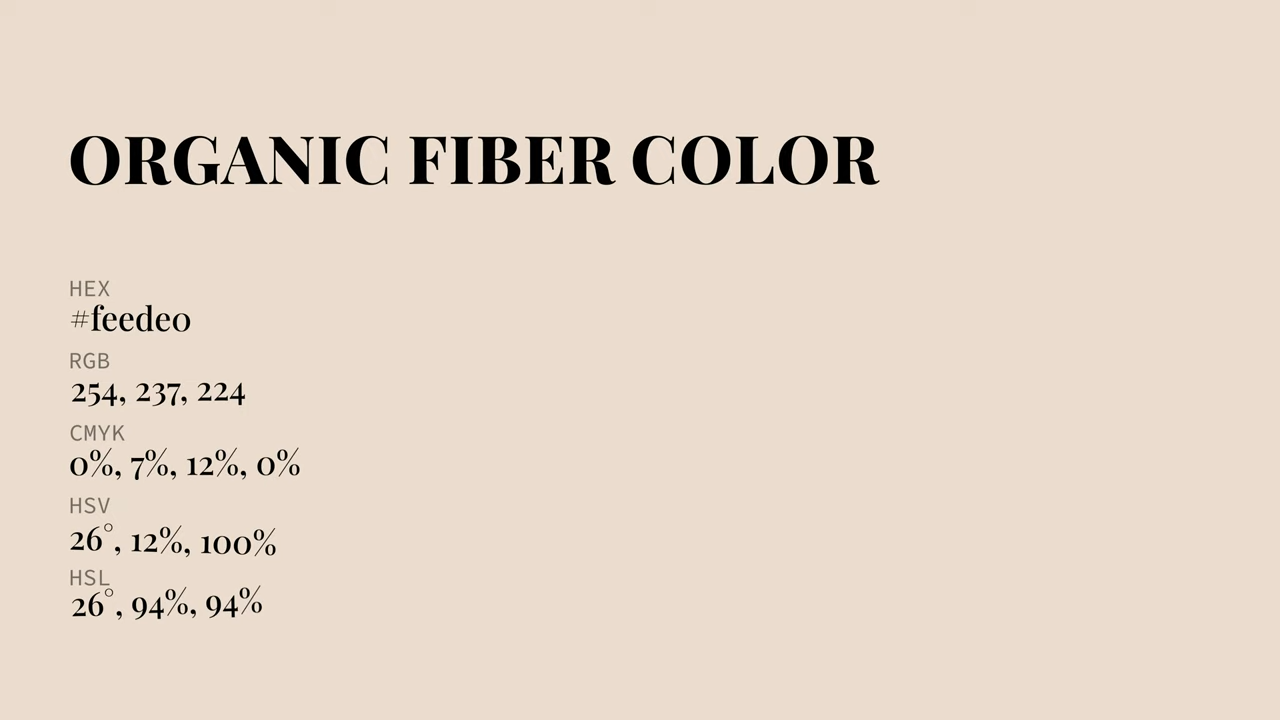 ORGANIC FIBER COLOR
HEX
#feede0
RGB
254, 237, 224
CMYK
0%, 7%, 12%, 0%
HSV
26°, 12%, 100%
HSL
26°, 94%, 94%